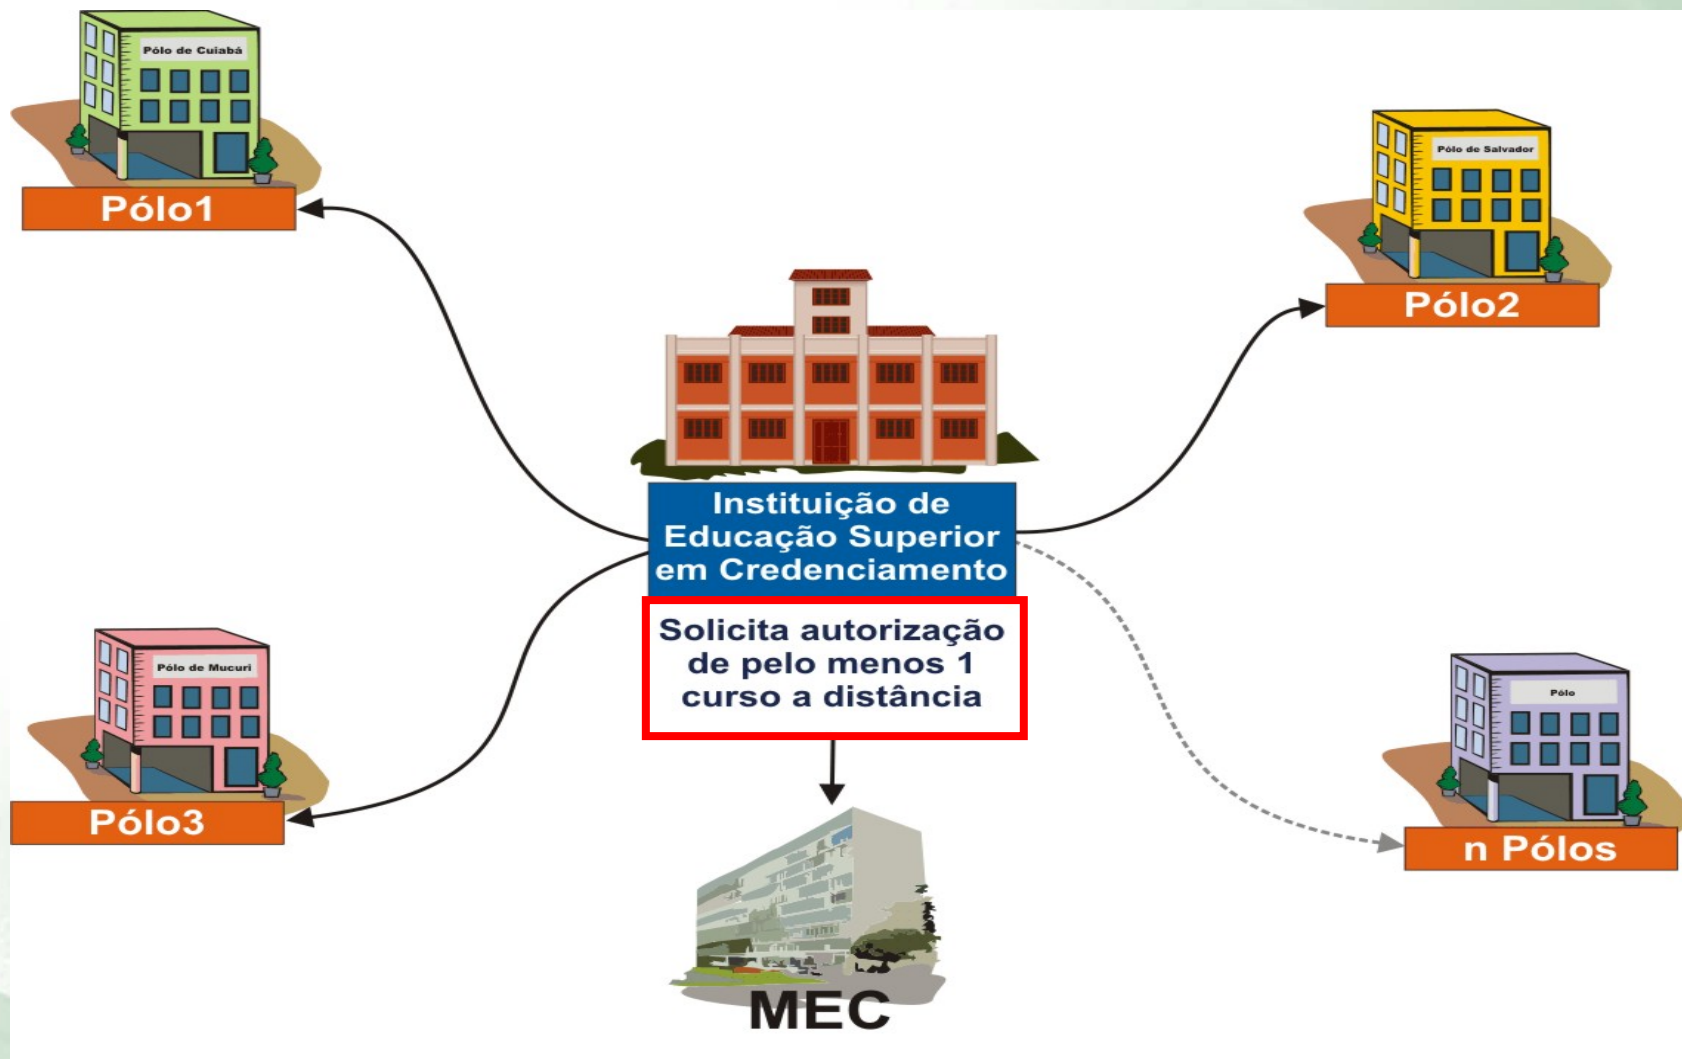 Pólo de Cuiabá
Pólo1
Pólo de Salvador
Pólo2
Instituição de
Educação Superior
em Credenciamento
Solicita autorização
de pelo menos 1
curso a distância
Pólo de Mucuri
Pólo3
Pólo
n Pólos
MEC